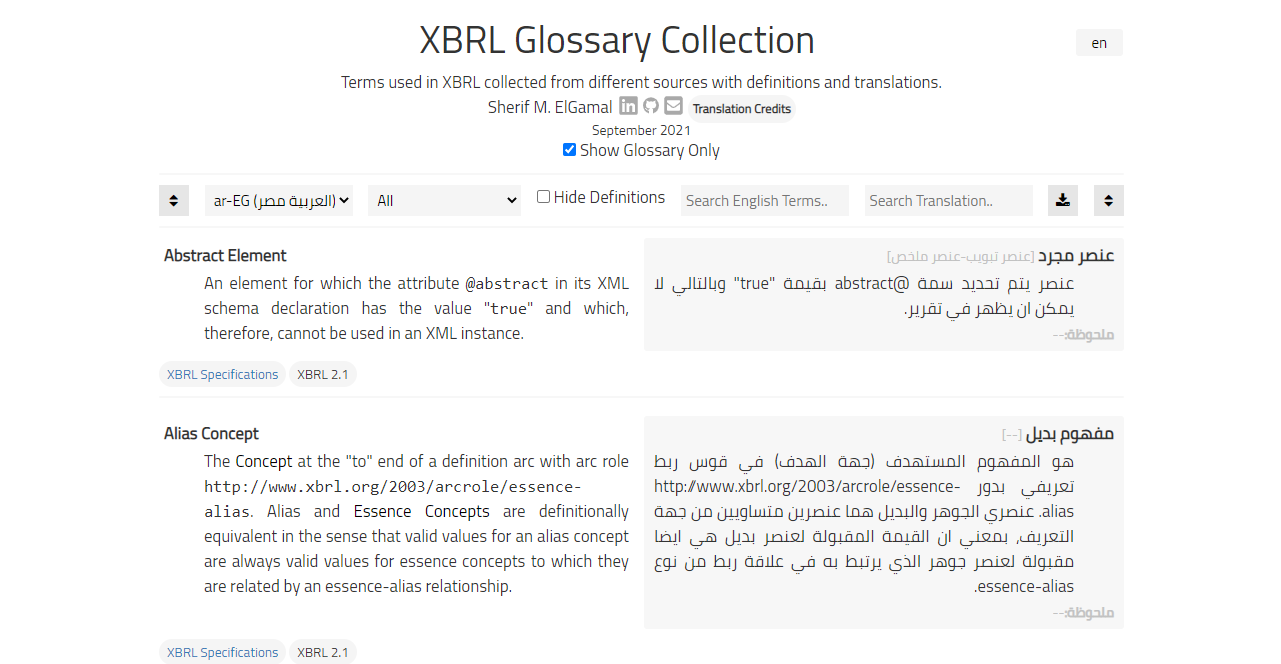 XBRL Glossary Collection
en
Terms used in XBRL collected from different sources with definitions and translations.
Sherif M. ElGamal Translation Credits
September 2021
Show Glossary Only
ar-EG (العربية مصر) All Hide Definitions Search English Terms.. Search Translation..
Abstract Element
An element for which the attribute @abstract in its XML
schema declaration has the value "true" and which,
therefore, cannot be used in an XML instance.
عنصر مجرد [عنصر تبويب-عنصر ملخص]
عنصر يتم تحديد سمة @abstract بقيمة "true" وبالتالي لا
يمكن ان يظهر في تقرير.
ملحوظة:--
XBRL Specifications XBRL 2.1
Alias Concept
The Concept at the "to" end of a definition arc with arc role
http://www.xbrl.org/2003/arcrole/essence-
alias. Alias and Essence Concepts are definitionally
equivalent in the sense that valid values for an alias concept
are always valid values for essence concepts to which they
are related by an essence-alias relationship.
مفهوم بديل [--]
هو المفهوم المستهدف (جهة الهدف) في قوس ربط
تعريفي بدور http://www.xbrl.org/2003/arcrole/essence-
alias. عنصري الجوهر والبديل هما عنصرين متساويين من جهة
التعريف, بمعني ان القيمة المقبولة لعنصر بديل هي ايضا
مقبولة لعنصر جوهر الذي يرتبط به في علاقة ربط من نوع
essence-alias.
ملحوظة:--
XBRL Specifications XBRL 2.1